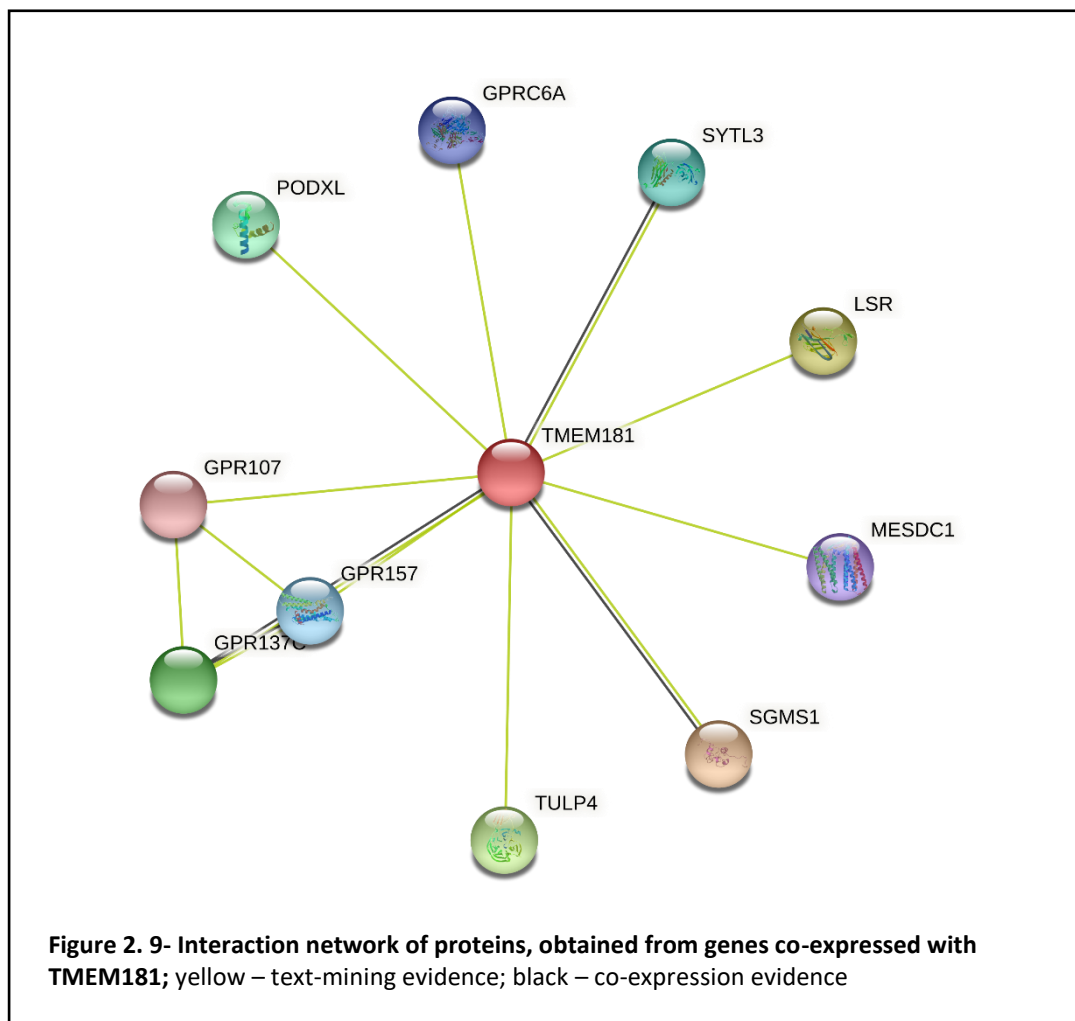 GPRC6A
SYTL3
PODXL
LSR
TMEM181
GPR107
MESDC1
GPR157
GPR137C
SGMS1
TULP4
Figure 2. 9- Interaction network of proteins, obtained from genes co-expressed with
TMEM181; yellow – text-mining evidence; black – co-expression evidence